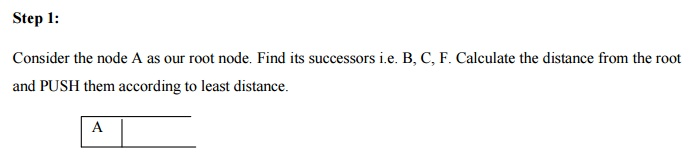 Step 1:
Consider the node A as our root node. Find its successors i.e. B, C, F. Calculate the distance from the root
and PUSH them according to least distance.
A